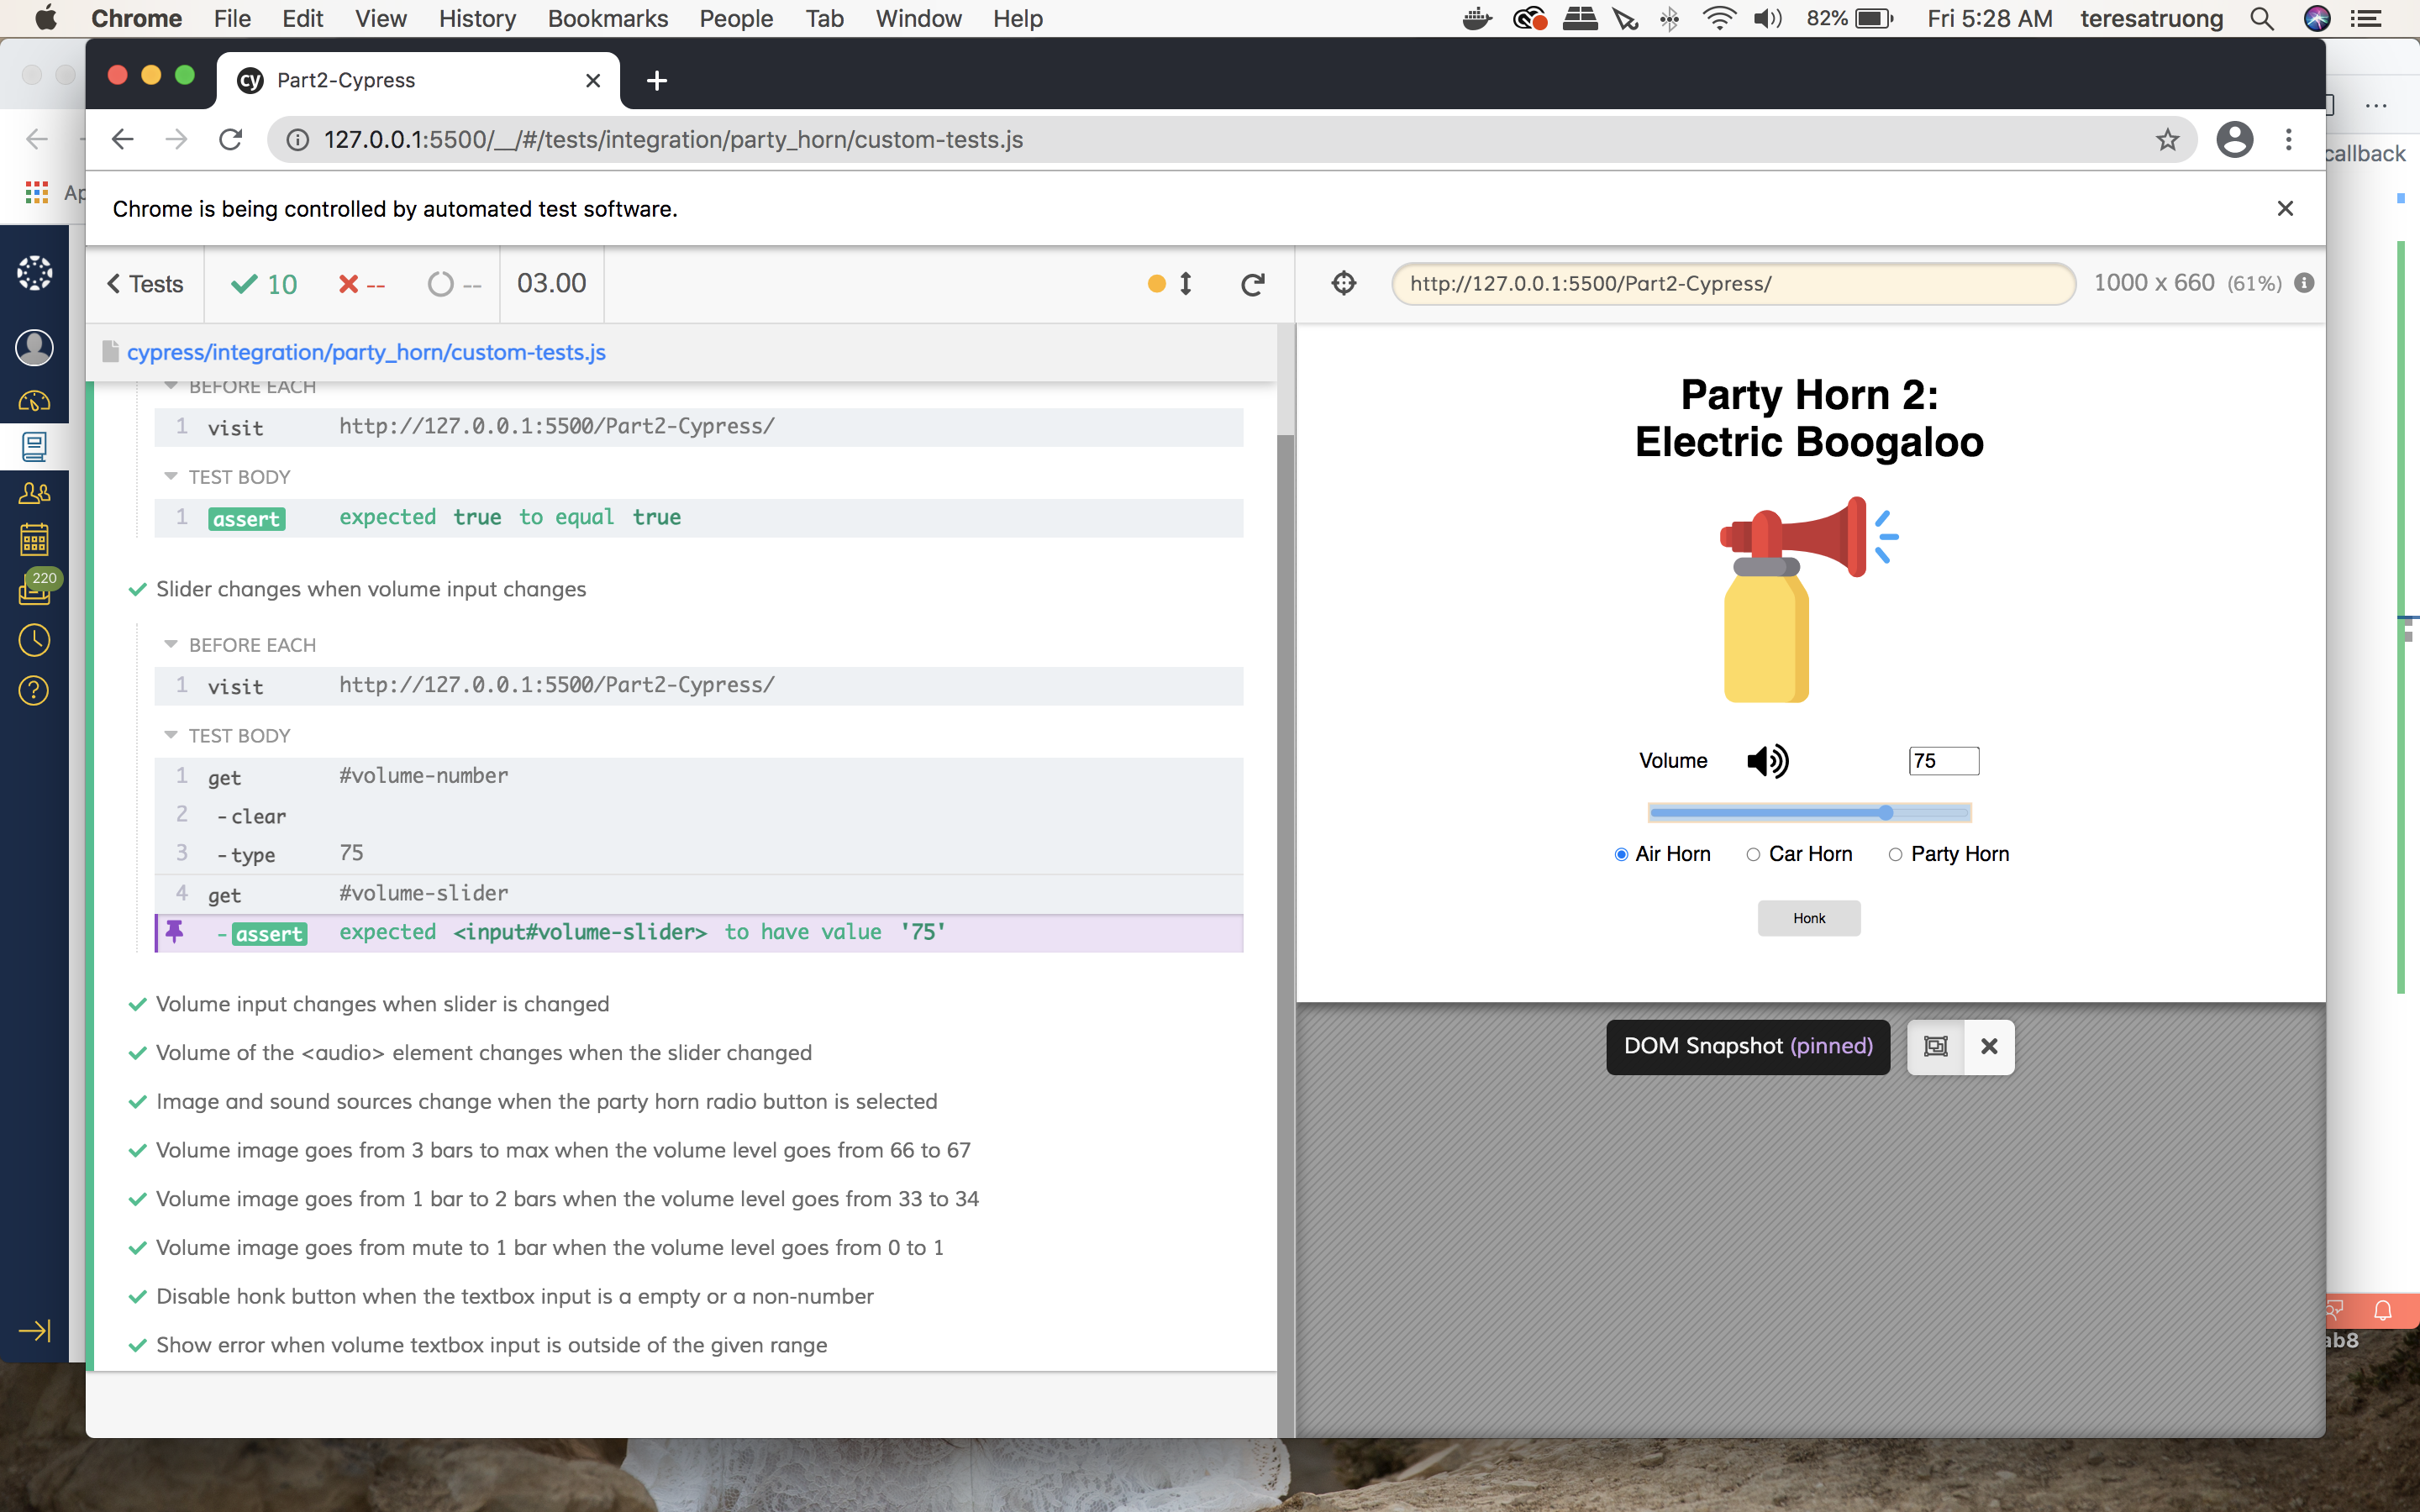 Chrome File Edit View History Bookmarks People Tab Window Help 82% Fri 5:28 AM teresatruong
cy Part2-Cypress
127.0.0.1:5500/__/#/tests/integration/party_horn/custom-tests.js
callback
Chrome is being controlled by automated test software.
Tests 10 -- -- 03.00
http://127.0.0.1:5500/Part2-Cypress/ 1000 x 660 (61%)
cypress/integration/party_horn/custom-tests.js
BEFORE EACH
1 visit http://127.0.0.1:5500/Part2-Cypress/
TEST BODY
1 assert expected true to equal true
Slider changes when volume input changes
BEFORE EACH
1 visit http://127.0.0.1:5500/Part2-Cypress/
TEST BODY
1 get #volume-number
2 -clear
3 -type 75
4 get #volume-slider
-assert expected <input#volume-slider> to have value '75'
Volume input changes when slider is changed
Volume of the <audio> element changes when the slider changed
Image and sound sources change when the party horn radio button is selected
Volume image goes from 3 bars to max when the volume level goes from 66 to 67
Volume image goes from 1 bar to 2 bars when the volume level goes from 33 to 34
Volume image goes from mute to 1 bar when the volume level goes from 0 to 1
Disable honk button when the textbox input is a empty or a non-number
Show error when volume textbox input is outside of the given range
Party Horn 2:
Electric Boogaloo
Volume 75
Air Horn Car Horn Party Horn
Honk
DOM Snapshot (pinned)
220